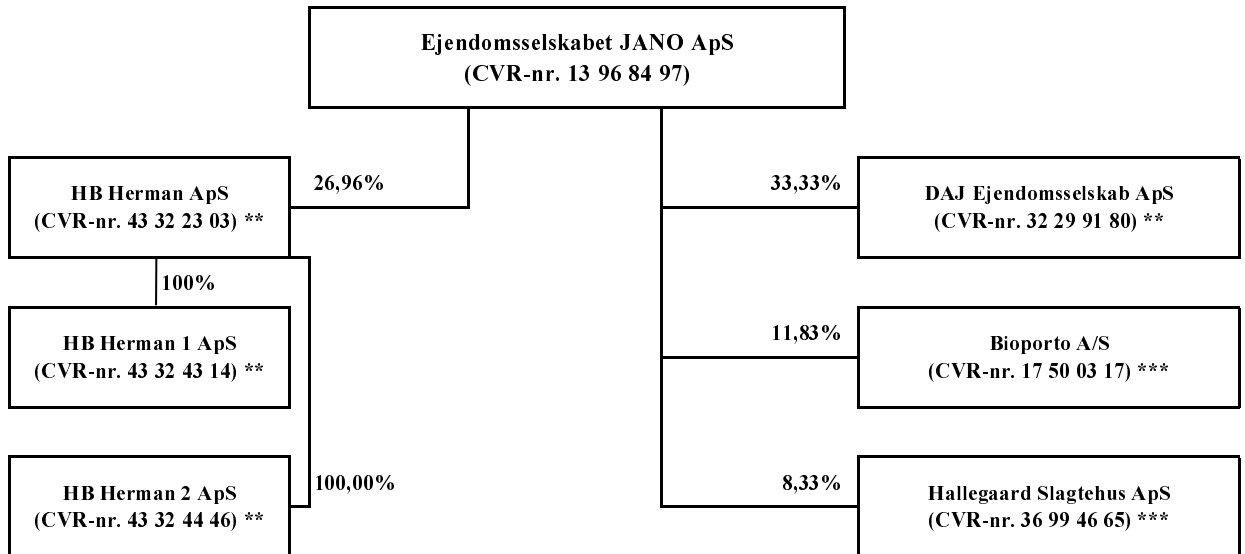 Ejendomsselskabet JANO ApS
(CVR-nr. 13 96 84 97)
HB Herman ApS
(CVR-nr. 43 32 23 03) **
26,96%
33,33%
DAJ Ejendomsselskab ApS
(CVR-nr. 32 29 91 80) **
100%
HB Herman 1 ApS
(CVR-nr. 43 32 43 14) **
11,83%
Bioporto A/S
(CVR-nr. 17 50 03 17) ***
HB Herman 2 ApS
(CVR-nr. 43 32 44 46) **
100,00%
8,33%
Hallegaard Slagtehus ApS
(CVR-nr. 36 99 46 65) ***